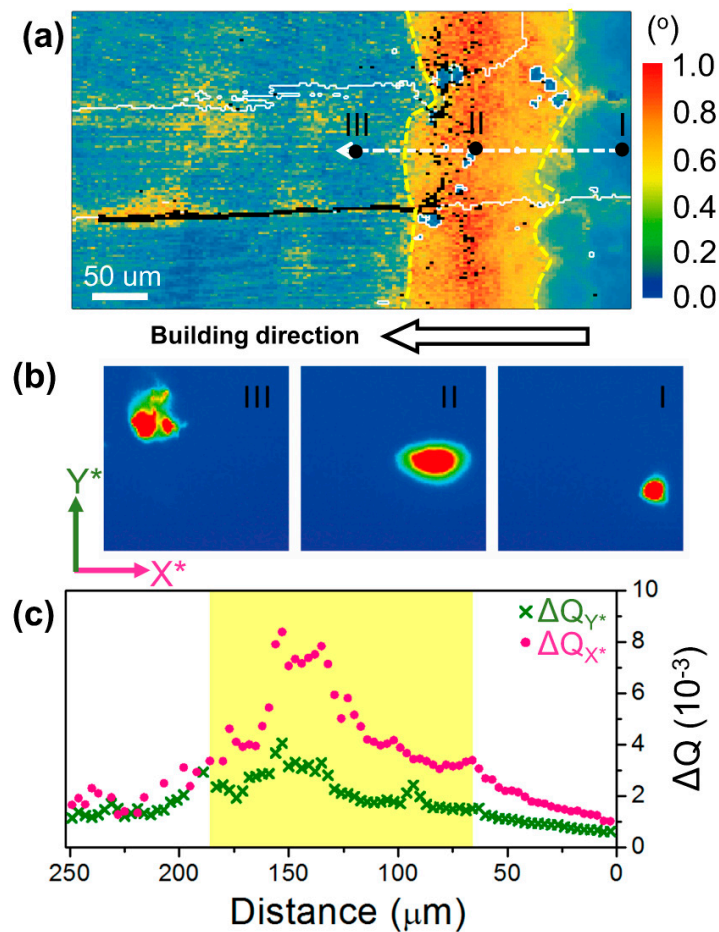 (a)
(°)
1.0
0.8
0.6
0.4
0.2
0.0
III
II
I
50 um
Building direction
(b)
III
II
I
Y*
X*
(c)
ΔQY*
ΔQX*
10
8
6
4
2
0
ΔQ (10-3)
250
200
150
100
50
0
Distance (μm)